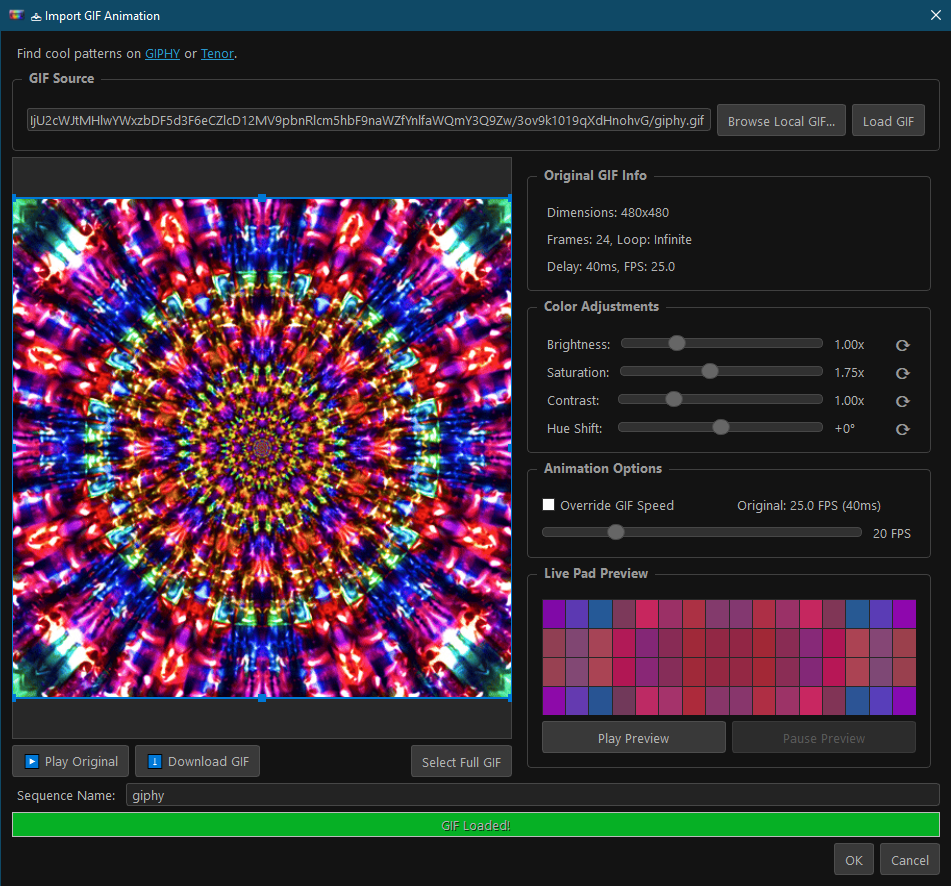 Import GIF Animation
Find cool patterns on GIPHY or Tenor.
GIF Source
IjU2cWJtMHlwYWxzbDF5d3F6eCZlcD12MV9pbnRlcm5hbF9naWZfYnlfaWQmY3Q9Zw/3ov9k1019qXdHnohvG/giphy.gif
Browse Local GIF...
Load GIF
Original GIF Info
Dimensions: 480x480
Frames: 24, Loop: Infinite
Delay: 40ms, FPS: 25.0
Color Adjustments
Brightness: 1.00x
Saturation: 1.75x
Contrast: 1.00x
Hue Shift: +0°
Animation Options
Override GIF Speed Original: 25.0 FPS (40ms)
20 FPS
Live Pad Preview
Play Preview
Pause Preview
Play Original
Download GIF
Select Full GIF
Sequence Name: giphy
GIF Loaded!
OK
Cancel